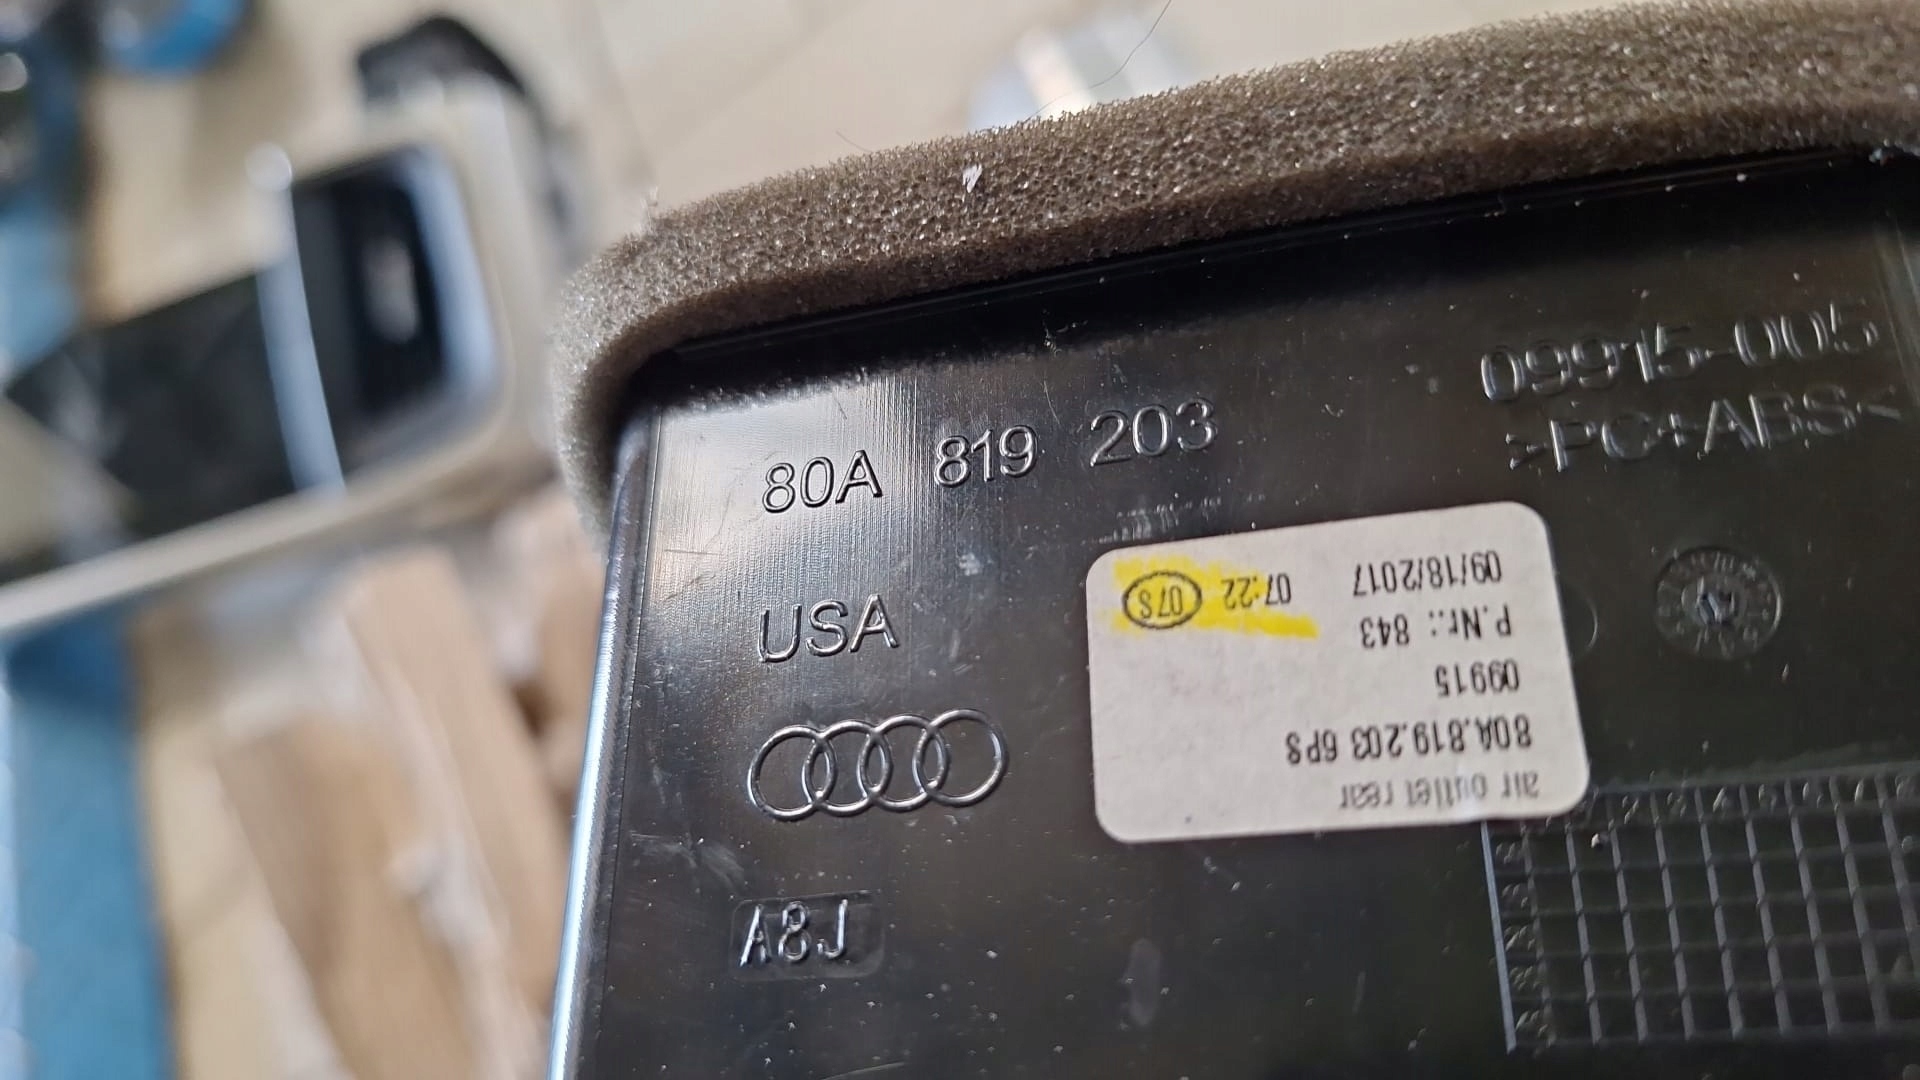 09915-005
>PC+ABS<
80A 819 203
USA
A8J
air outlet rear
80A.819.203 6PS
09915
P.Nr.: 843
09/18/2017 07:22 07S